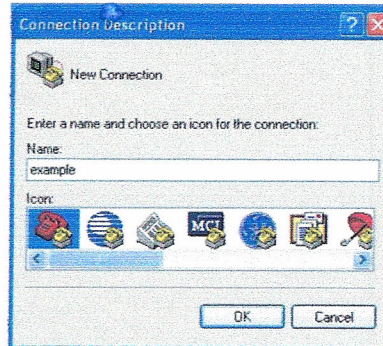 Connection Description
New Connection
Enter a name and choose an icon for the connection:
Name:
example
Icon:
MCI
OK
Cancel